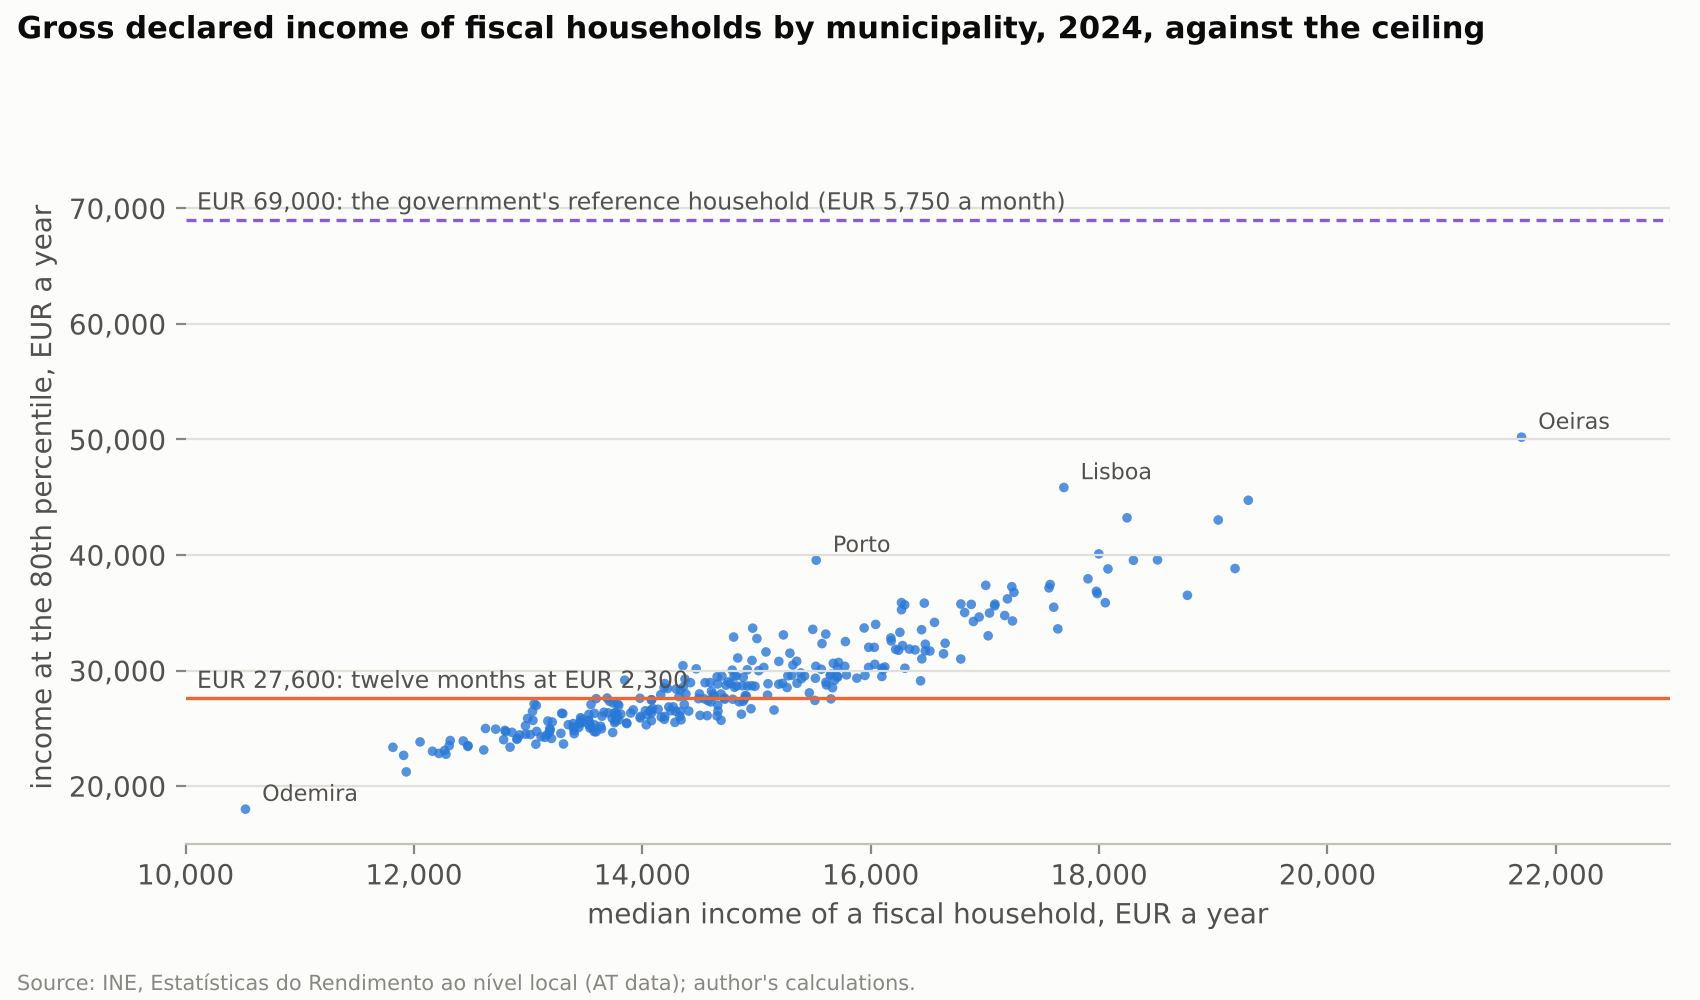 Gross declared income of fiscal households by municipality, 2024, against the ceiling
EUR 69,000: the government's reference household (EUR 5,750 a month)
70,000
60,000
50,000
40,000
30,000
20,000
income at the 80th percentile, EUR a year
Oeiras
Lisboa
Porto
EUR 27,600: twelve months at EUR 2,300
Odemira
10,000 12,000 14,000 16,000 18,000 20,000 22,000
median income of a fiscal household, EUR a year
Source: INE, Estatísticas do Rendimento ao nível local (AT data); author's calculations.